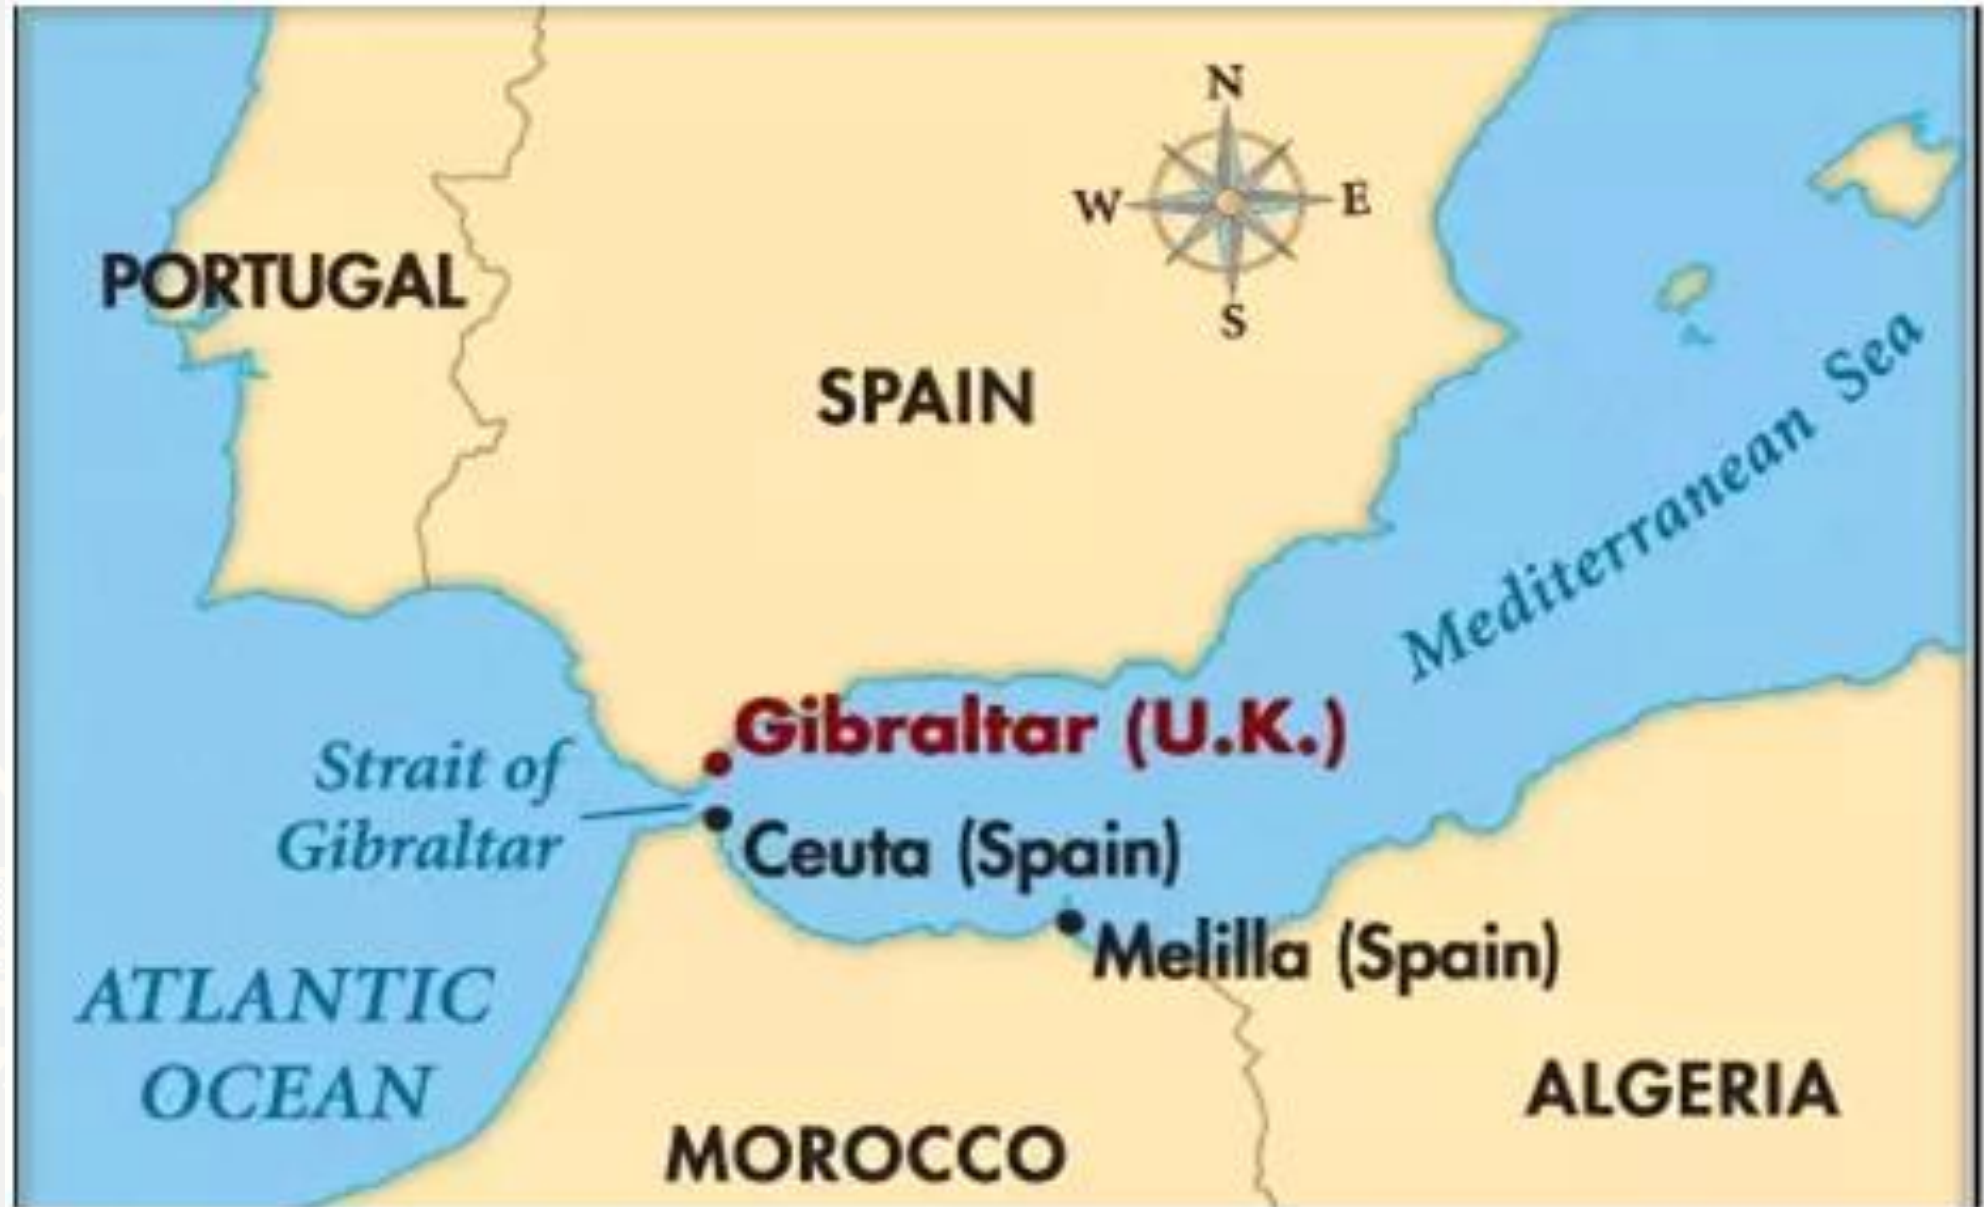 N
W
E
S
PORTUGAL
SPAIN
Mediterranean Sea
Gibraltar (U.K.)
Strait of
Gibraltar
Ceuta (Spain)
Melilla (Spain)
ATLANTIC
OCEAN
ALGERIA
MOROCCO